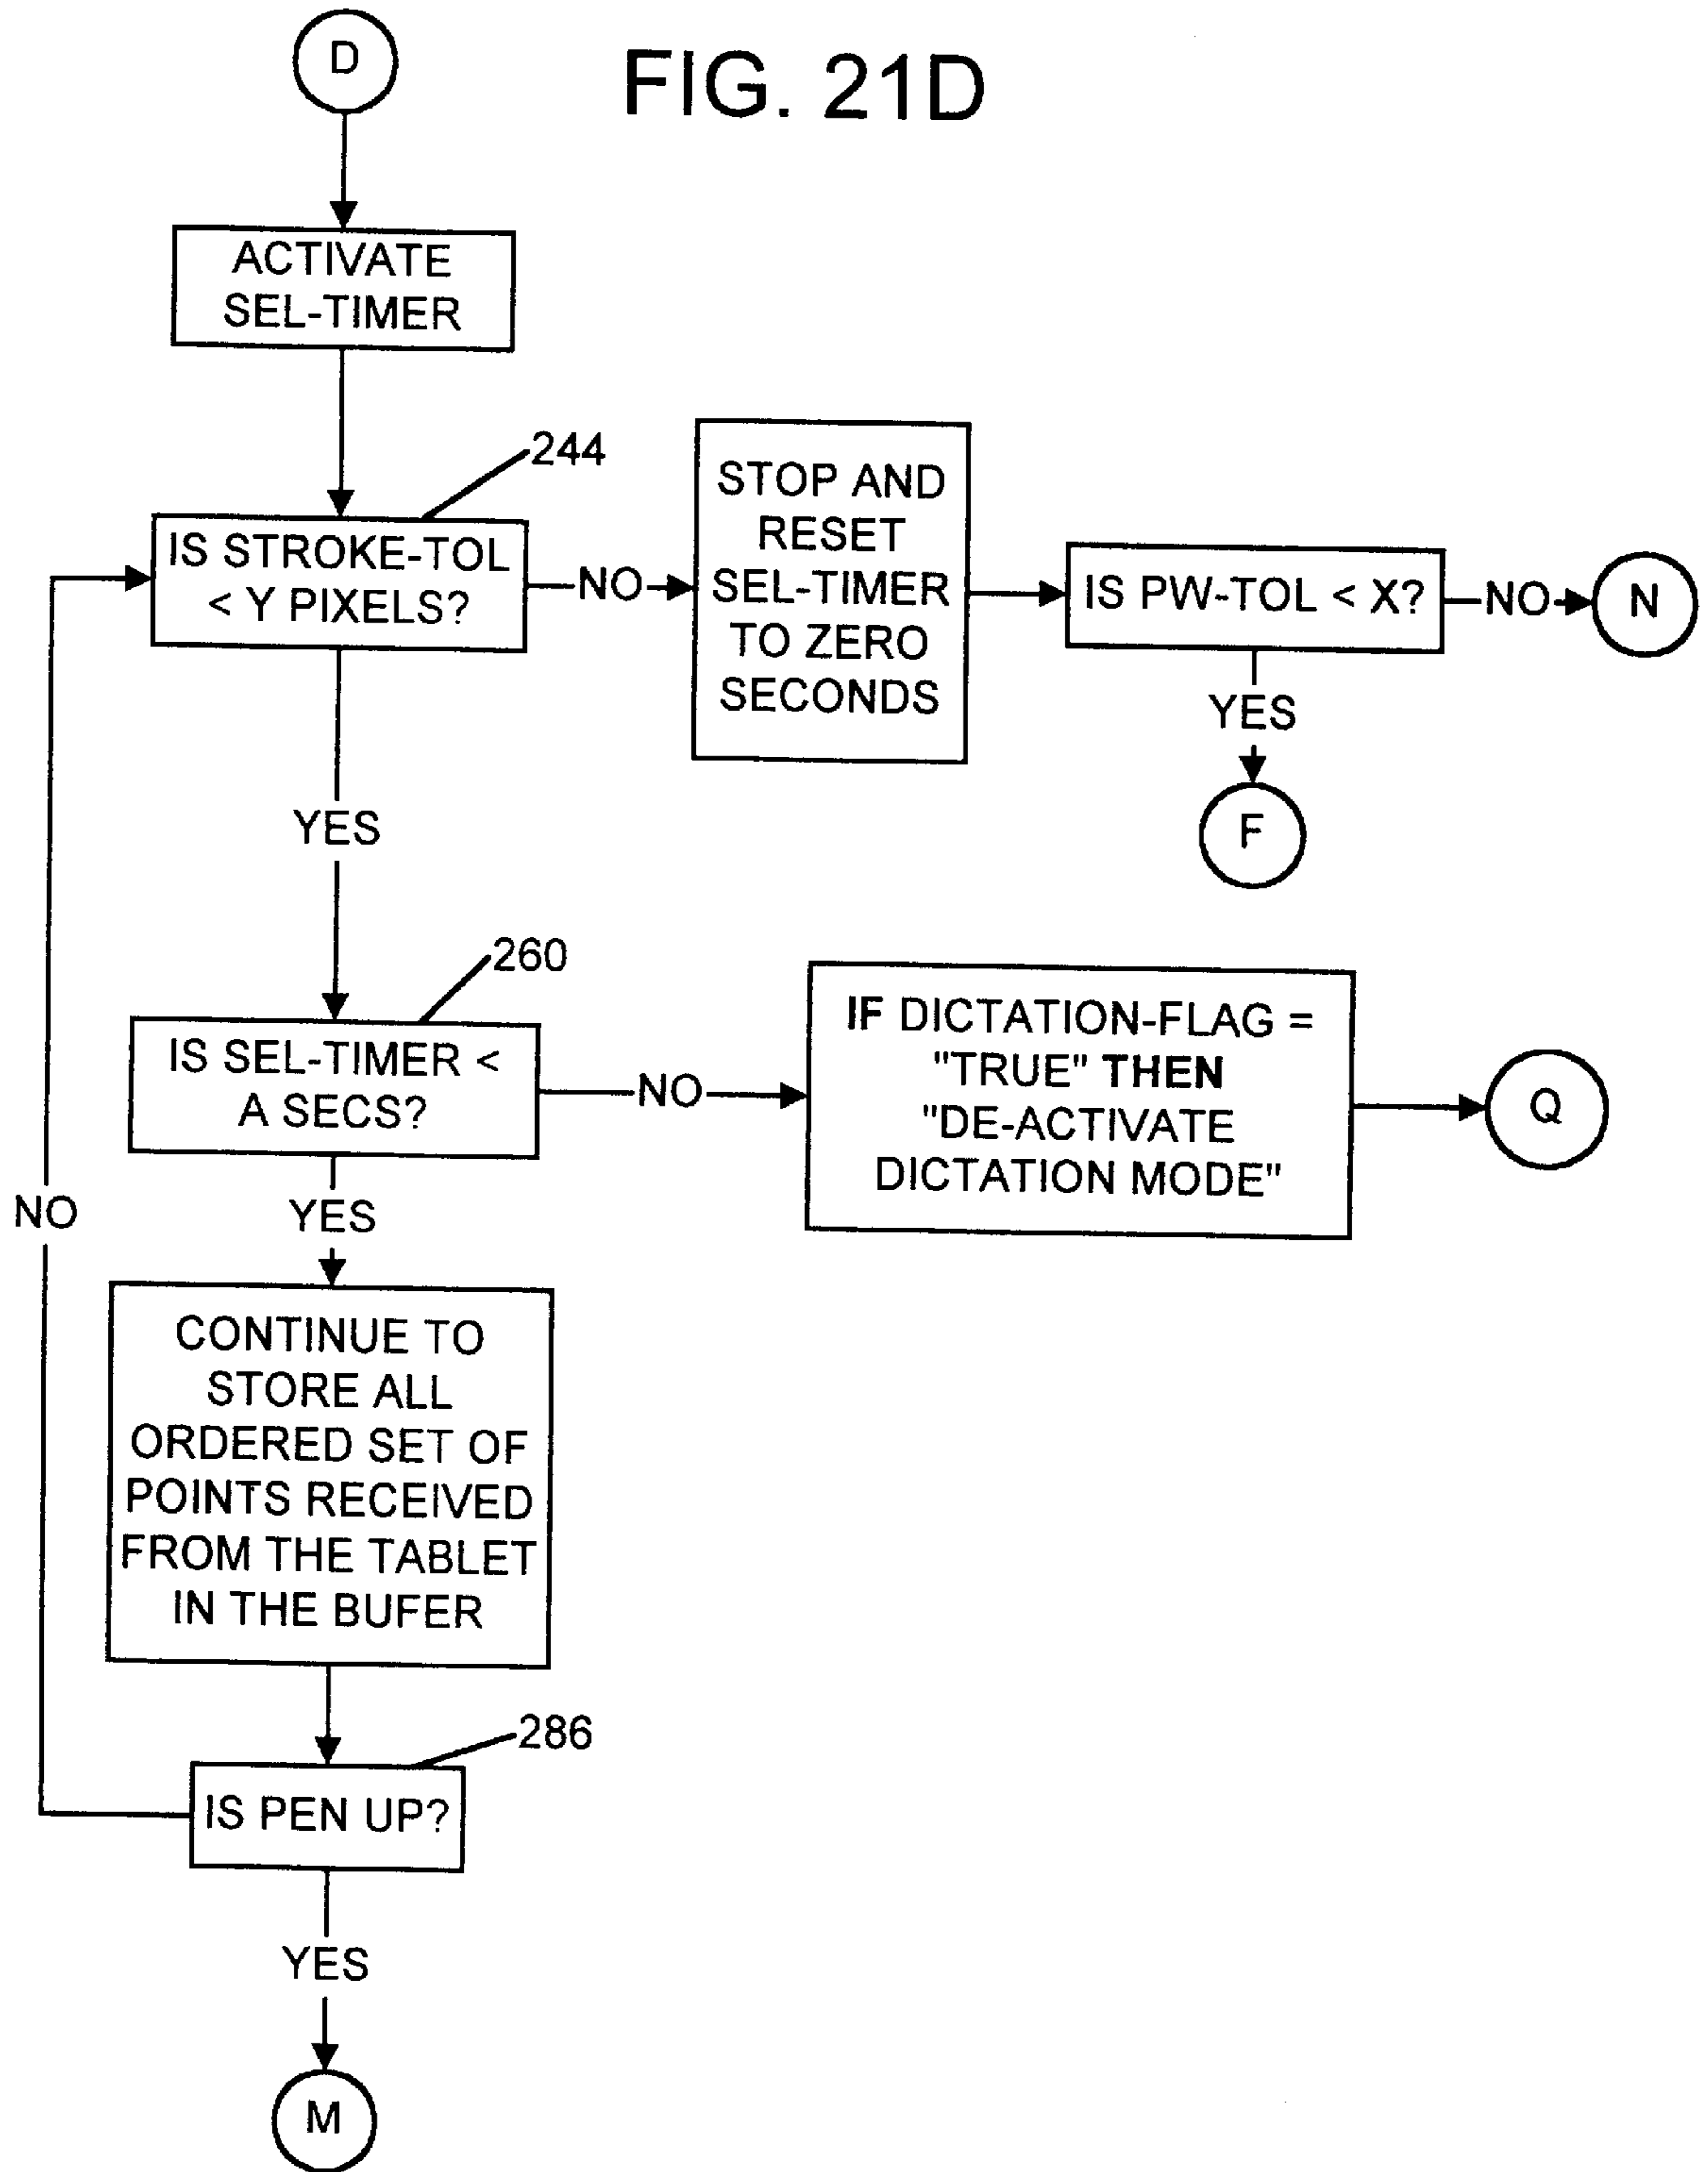 D
FIG. 21D
ACTIVATE
SEL-TIMER
244
IS STROKE-TOL
< Y PIXELS?
NO
STOP AND
RESET
SEL-TIMER
TO ZERO
SECONDS
IS PW-TOL < X?
NO
N
YES
F
YES
260
IS SEL-TIMER <
A SECS?
NO
IF DICTATION-FLAG =
"TRUE" THEN
"DE-ACTIVATE
DICTATION MODE"
Q
NO
YES
CONTINUE TO
STORE ALL
ORDERED SET OF
POINTS RECEIVED
FROM THE TABLET
IN THE BUFER
286
IS PEN UP?
YES
M